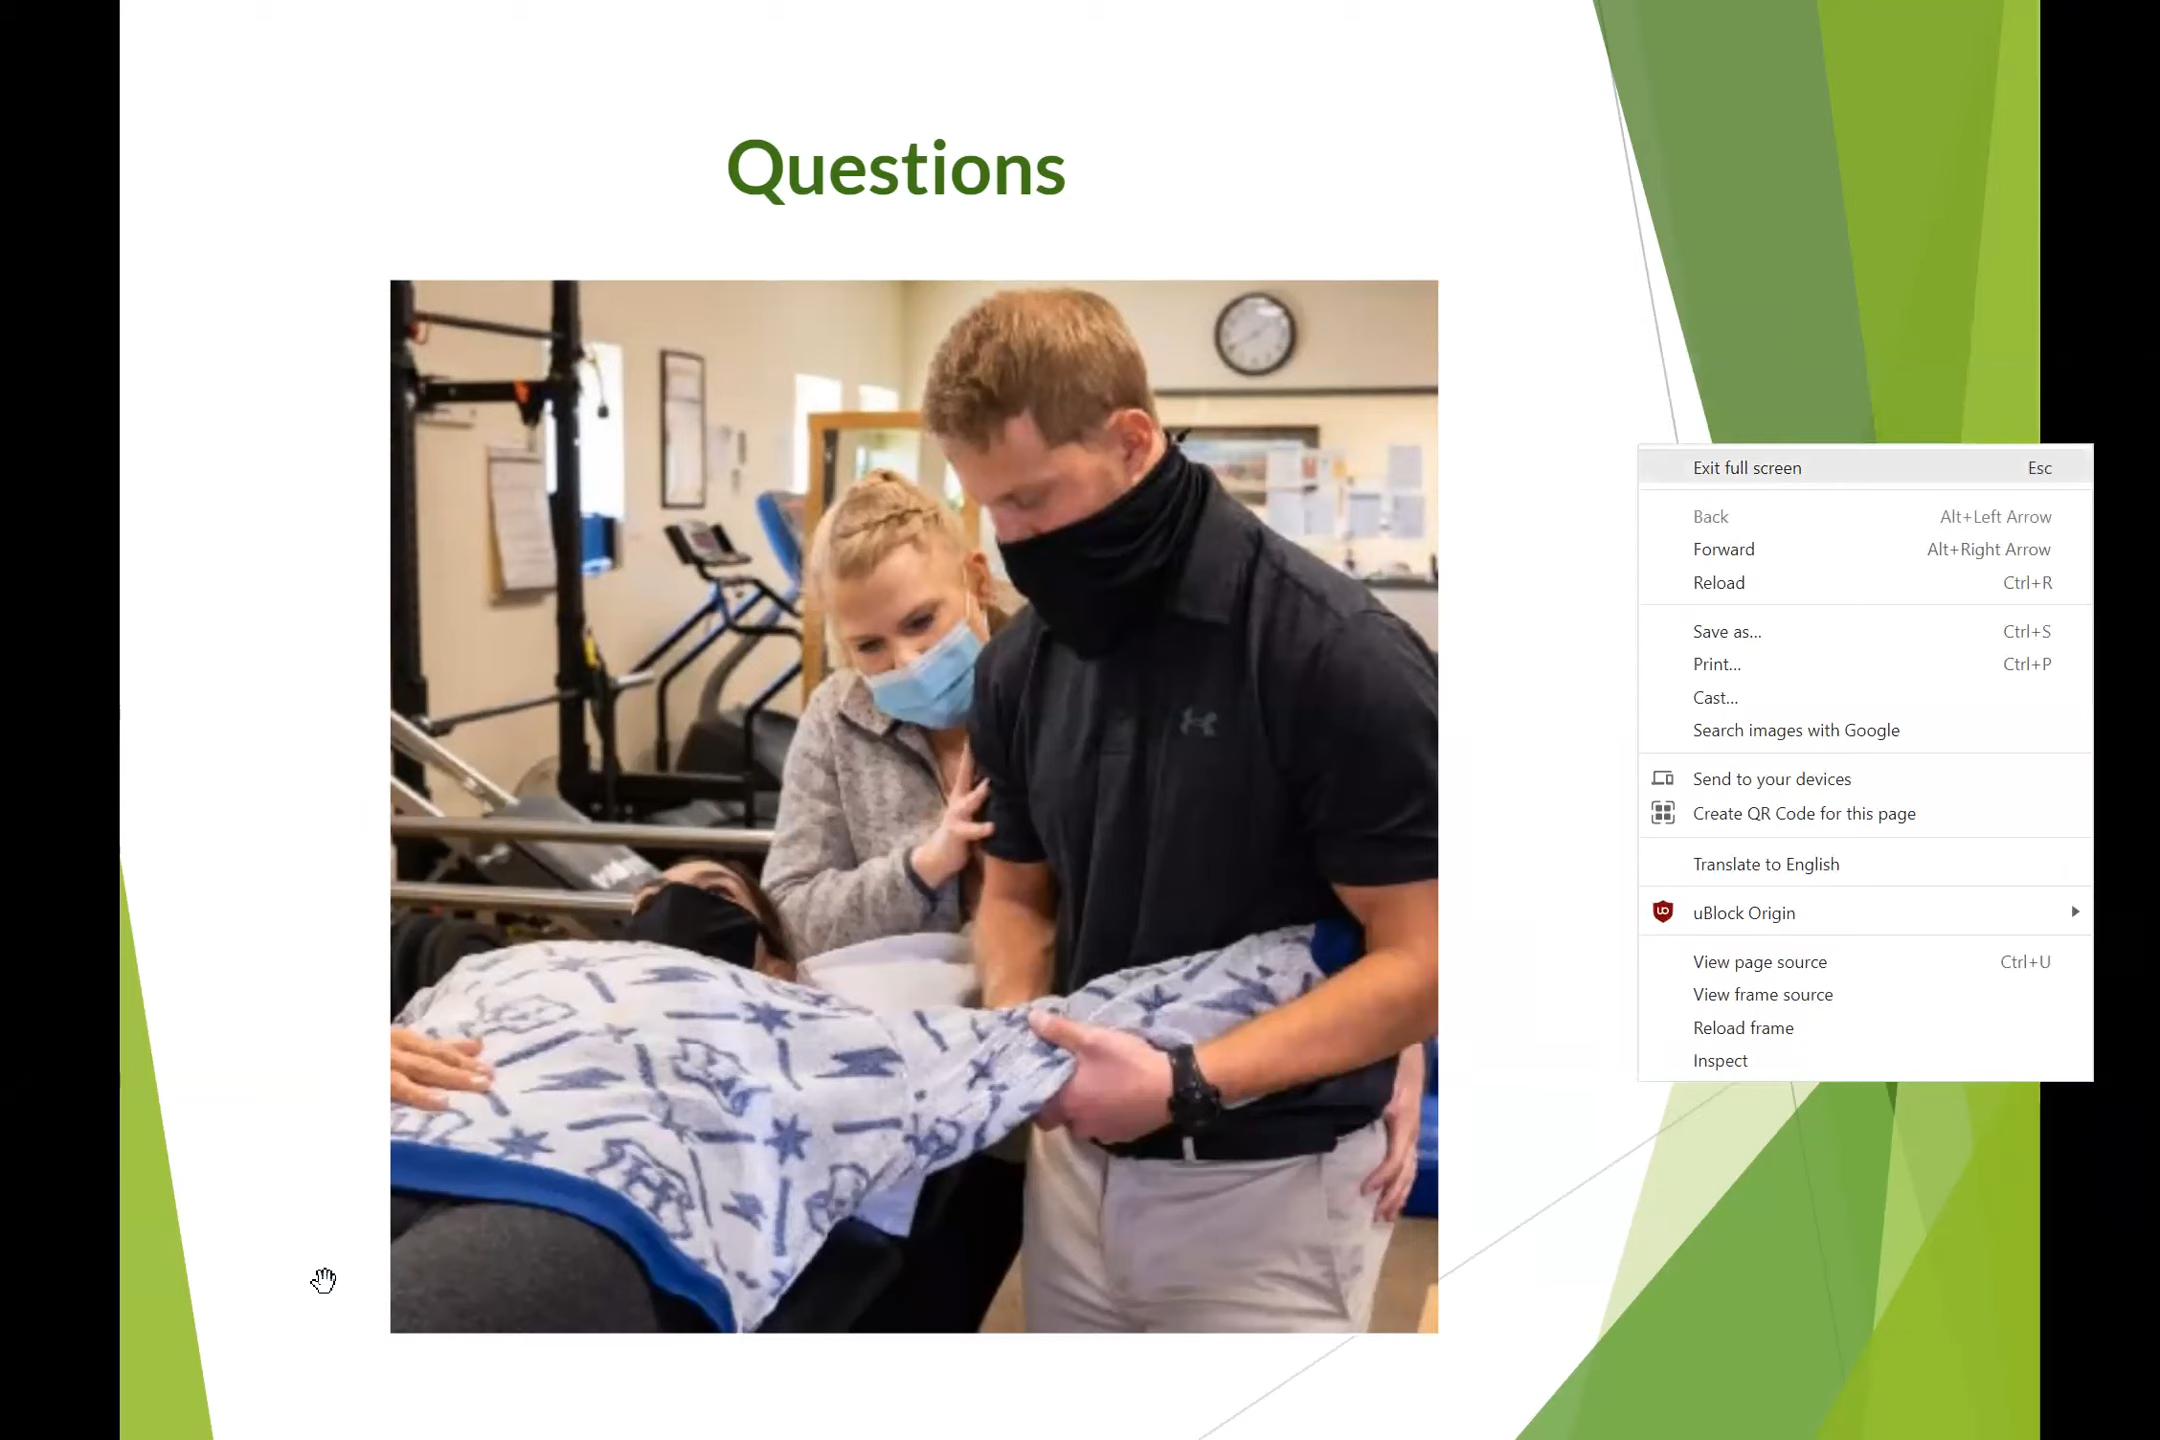 Questions
Exit full screen Esc
Back Alt+Left Arrow
Forward Alt+Right Arrow
Reload Ctrl+R
Save as... Ctrl+S
Print... Ctrl+P
Cast...
Search images with Google
Send to your devices
Create QR Code for this page
Translate to English
uBlock Origin
View page source Ctrl+U
View frame source
Reload frame
Inspect